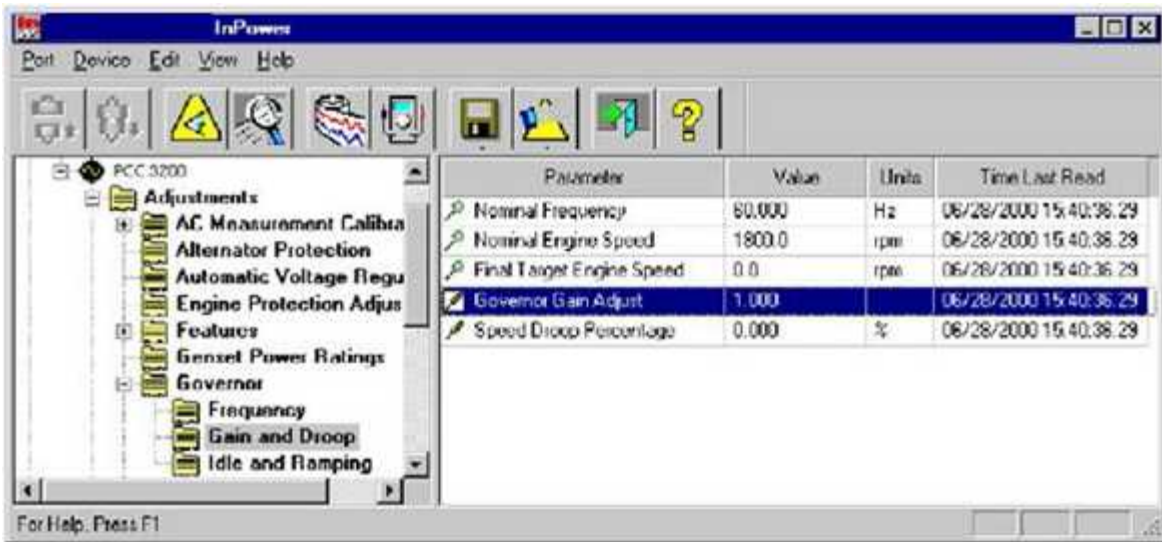 InPower
Port Device Edit View Help
PCC 3200
Adjustments
AC Measurement Calibra
Alternator Protection
Automatic Voltage Regu
Engine Protection Adjus
Features
Genset Power Ratings
Governor
Frequency
Gain and Droop
Idle and Ramping
Parameter Value Units Time Last Read
Nominal Frequency 60.000 Hz 06/28/2000 15:40:36.29
Nominal Engine Speed 1800.0 rpm 06/28/2000 15:40:36.29
Final Target Engine Speed 0.0 rpm 06/28/2000 15:40:36.29
Governor Gain Adjust 1.000 06/28/2000 15:40:36.29
Speed Droop Percentage 0.000 % 06/28/2000 15:40:36.29
For Help, Press F1